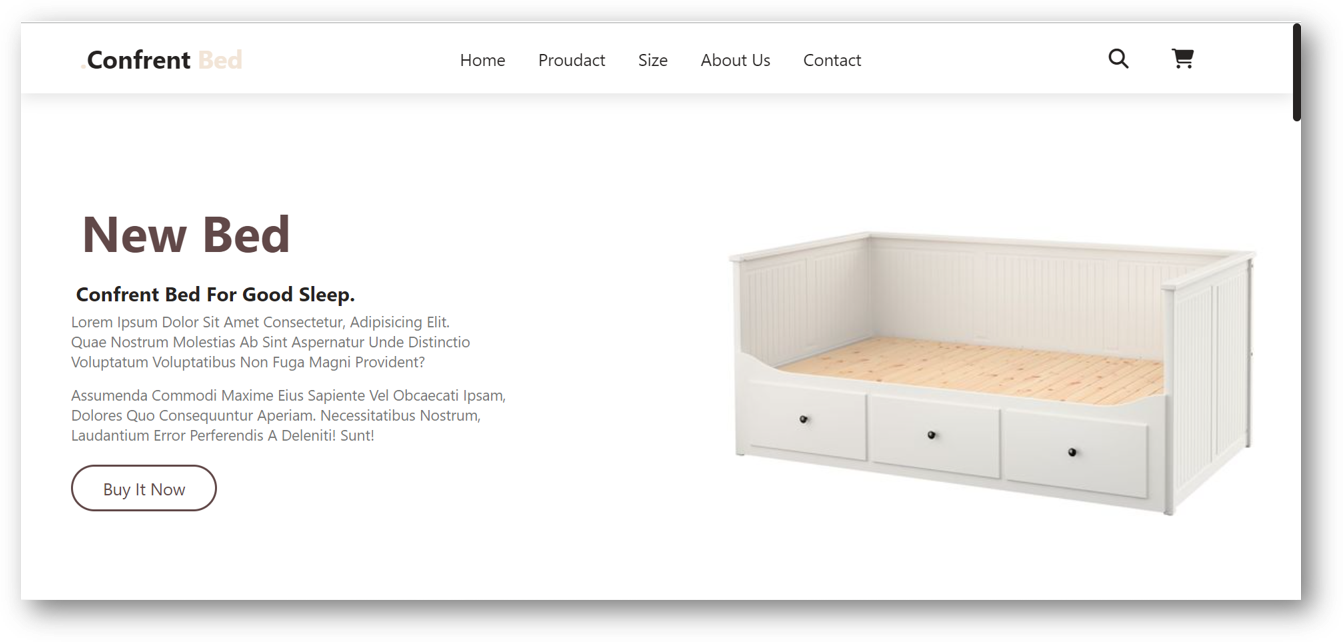 .Confrent Bed
Home Proudact Size About Us Contact
New Bed
Confrent Bed For Good Sleep.
Lorem Ipsum Dolor Sit Amet Consectetur, Adipisicing Elit.
Quae Nostrum Molestias Ab Sint Aspernatur Unde Distinctio
Voluptatum Voluptatibus Non Fuga Magni Provident?
Assumenda Commodi Maxime Eius Sapiente Vel Obcaecati Ipsam,
Dolores Quo Consequuntur Aperiam. Necessitatibus Nostrum,
Laudantium Error Perferendis A Deleniti! Sunt!
Buy It Now